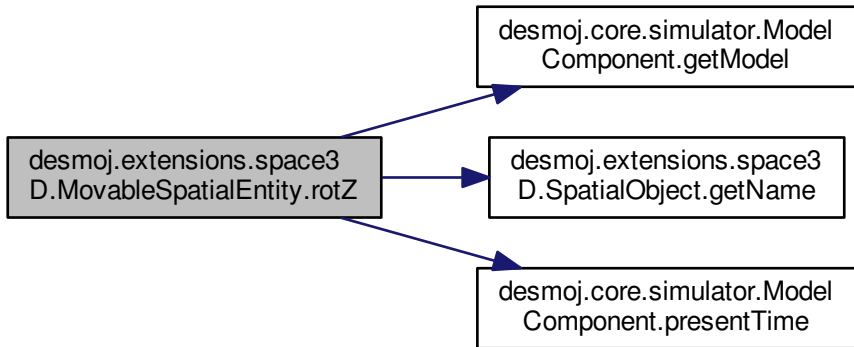 desmoj.core.simulator.Model
Component.getModel
desmoj.extensions.space3
D.MovableSpatialEntity.rotZ
desmoj.extensions.space3
D.SpatialObject.getName
desmoj.core.simulator.Model
Component.presentTime